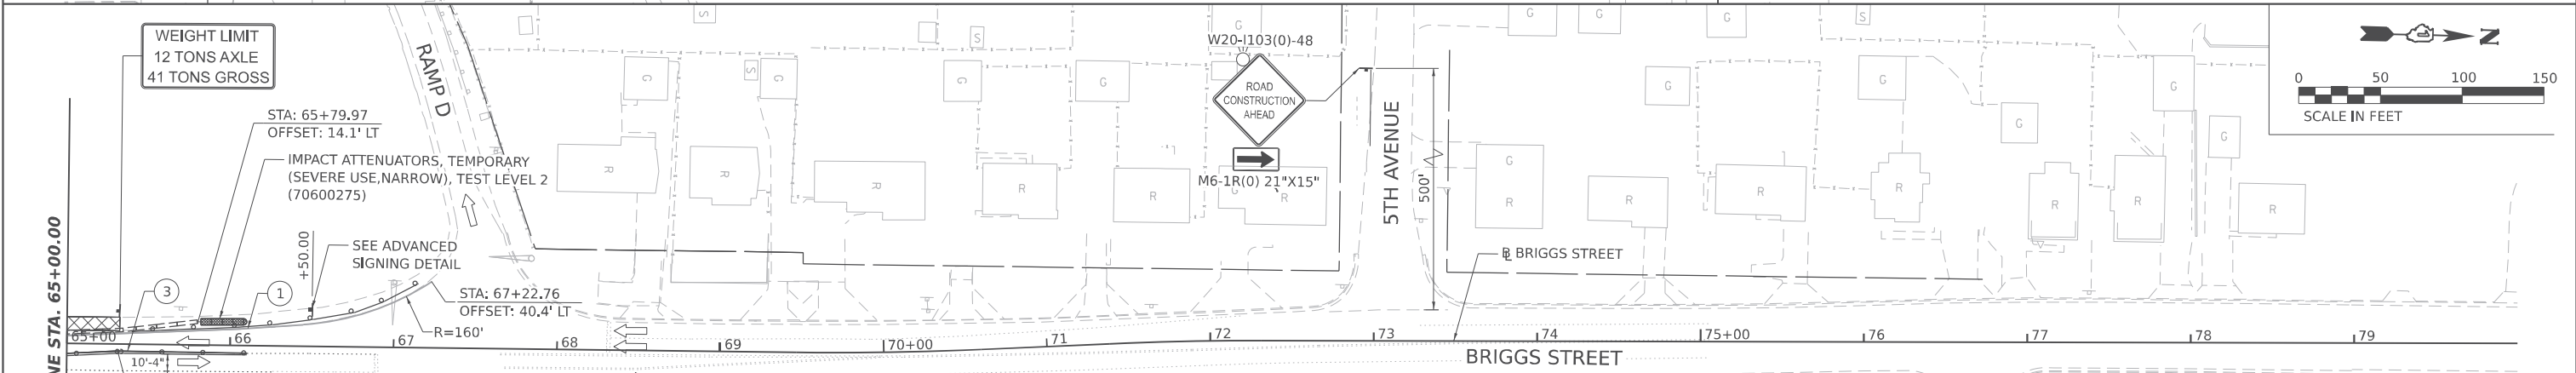 WEIGHT LIMIT
12 TONS AXLE
41 TONS GROSS
STA: 65+79.97
OFFSET: 14.1' LT
IMPACT ATTENUATORS, TEMPORARY
(SEVERE USE,NARROW), TEST LEVEL 2
(70600275)
RAMP D
+50.00
SEE ADVANCED
SIGNING DETAIL
STA: 67+22.76
OFFSET: 40.4' LT
R=160'
3
1
NE STA. 65+00.00
10'-4"
S
G
S
G
R
R
G
S
R
R
G
R
G
W20-I103(0)-48
ROAD
CONSTRUCTION
AHEAD
M6-1R(0) 21"X15"
G
R
5TH AVENUE
500'
℄ BRIGGS STREET
G
G
G
S
G
R
G
R
R
G
R
G
R
G
R
G
R
N
0 50 100 150
SCALE IN FEET
65+00 66 67 68 69 70+00 71 72 73 74 75+00 76 77 78 79
BRIGGS STREET